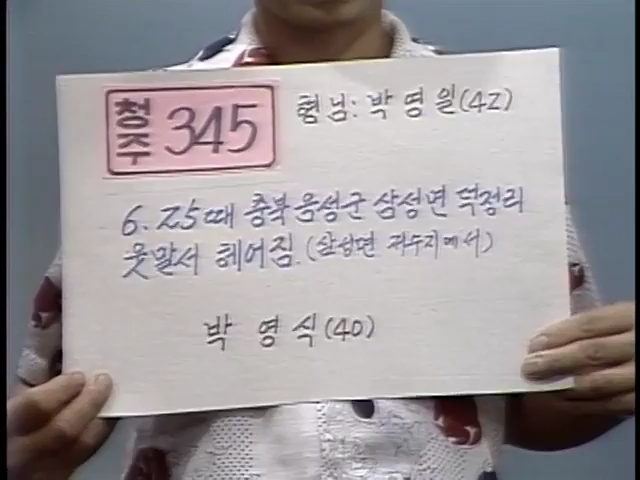 청주 345
형님: 박영일(42)
6.25때 충북 음성군 삼성면 덕정리
웃말서 헤어짐. (삼성면 저수지에서)
박영식(40)